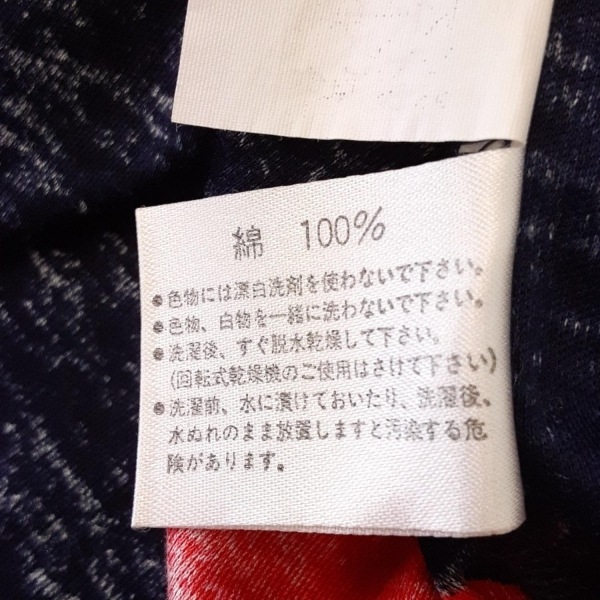 綿 100%
●色物には漂白洗剤を使わないで下さい。
●色物、白物を一緒に洗わないで下さい。
●洗濯後、すぐ脱水乾燥して下さい。
(回転式乾燥機のご使用はさけて下さい)
●洗濯前、水に漬けておいたり、洗濯後、
水ぬれのまま放置しますと汚染する危
険があります。